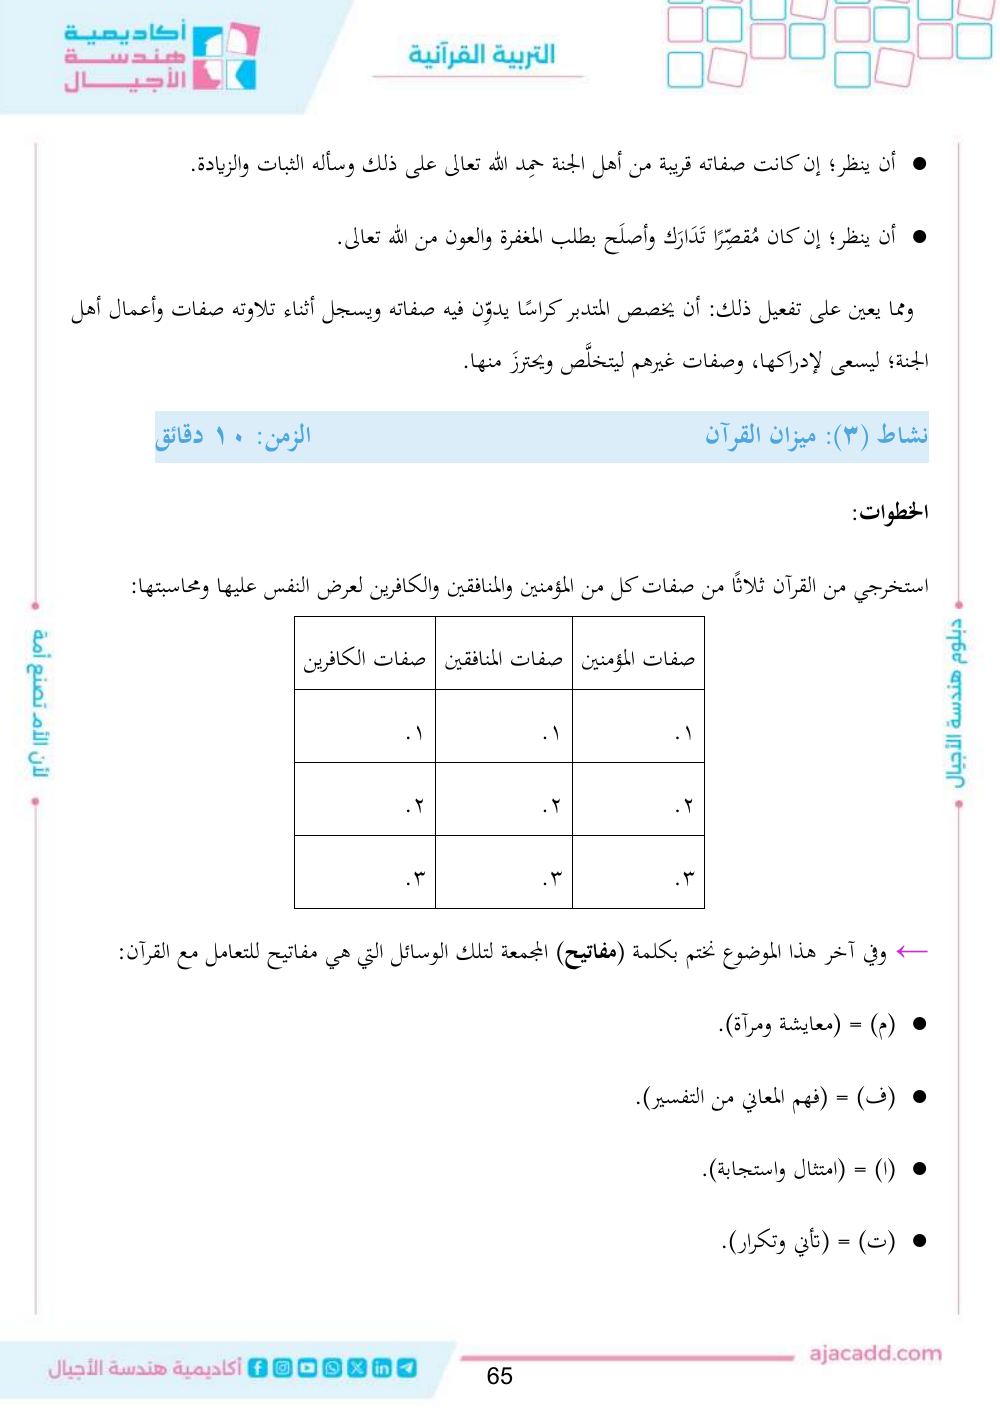 أكاديمية
هندسة
الأجيال
التربية القرآنية
• أن ينظر؛ إن كانت صفاته قريبة من أهل الجنة حمِد الله تعالى على ذلك وسأله الثبات والزيادة.
• أن ينظر؛ إن كان مُقصِّرًا تَدَارَك وأصلَح بطلب المغفرة والعون من الله تعالى.
ومما يعين على تفعيل ذلك: أن يخصص المتدبر كراسًا يدوِّن فيه صفاته ويسجل أثناء تلاوته صفات وأعمال أهل
الجنة؛ ليسعى لإدراكها، وصفات غيرهم ليتخلَّص ويحترزَ منها.
نشاط (٣): ميزان القرآن الزمن: ١٠ دقائق
الخطوات:
استخرجي من القرآن ثلاثًا من صفات كل من المؤمنين والمنافقين والكافرين لعرض النفس عليها ومحاسبتها:
صفات المؤمنين صفات المنافقين صفات الكافرين
١. ١. ١.
٢. ٢. ٢.
٣. ٣. ٣.
← وفي آخر هذا الموضوع نختم بكلمة (مفاتيح) المجمعة لتلك الوسائل التي هي مفاتيح للتعامل مع القرآن:
• (م) = (معايشة ومرآة).
• (ف) = (فهم المعاني من التفسير).
• (ا) = (امتثال واستجابة).
• (ت) = (تأني وتكرار).
دبلوم هندسة الأجيال
لأن الأم تصنع أمة
ajacadd.com
65
أكاديمية هندسة الأجيال